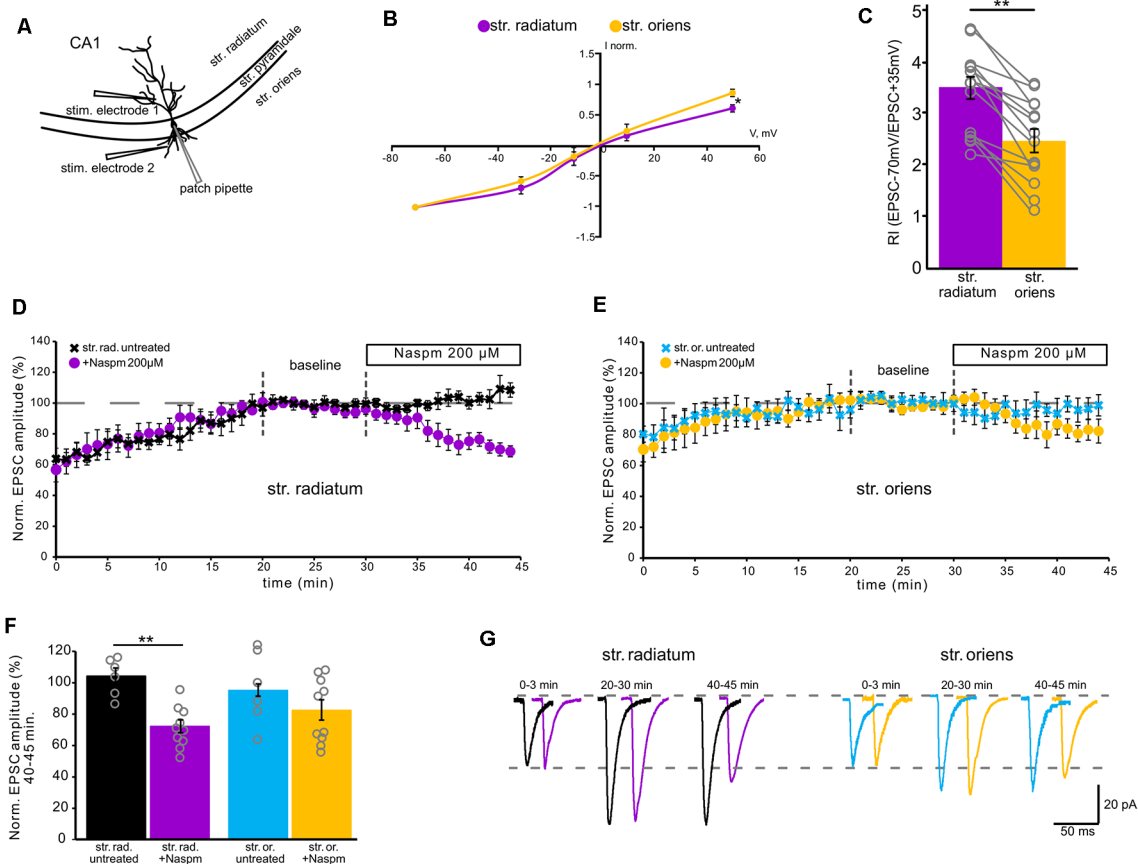 A
CA1
str. radiatum
str. pyramidale
str. oriens
stim. electrode 1
stim. electrode 2
patch pipette
B
str. radiatum
str. oriens
I norm.
1.5
0.5
-0.5
-1
-1.5
V, mV
-80 -60 -40 -20 0 20 40 60
*
C
**
RI (EPSC-70mV/EPSC+35mV)
5
4
3
2
1
0
str. radiatum
str. oriens
D
Norm. EPSC amplitude (%)
140
120
100
80
60
40
20
0
str. rad. untreated
+Naspm 200µM
baseline
Naspm 200 µM
str. radiatum
0 5 10 15 20 25 30 35 40 45
time (min)
E
Norm. EPSC amplitude (%)
140
120
100
80
60
40
20
0
str. or. untreated
+Naspm 200µM
baseline
Naspm 200 µM
str. oriens
0 5 10 15 20 25 30 35 40 45
time (min)
F
Norm. EPSC amplitude (%)
40-45 min.
120
100
80
60
40
20
0
**
str. rad. untreated
str. rad. +Naspm
str. or. untreated
str. or. +Naspm
G
str. radiatum
0-3 min 20-30 min 40-45 min
str. oriens
0-3 min 20-30 min 40-45 min
20 pA
50 ms